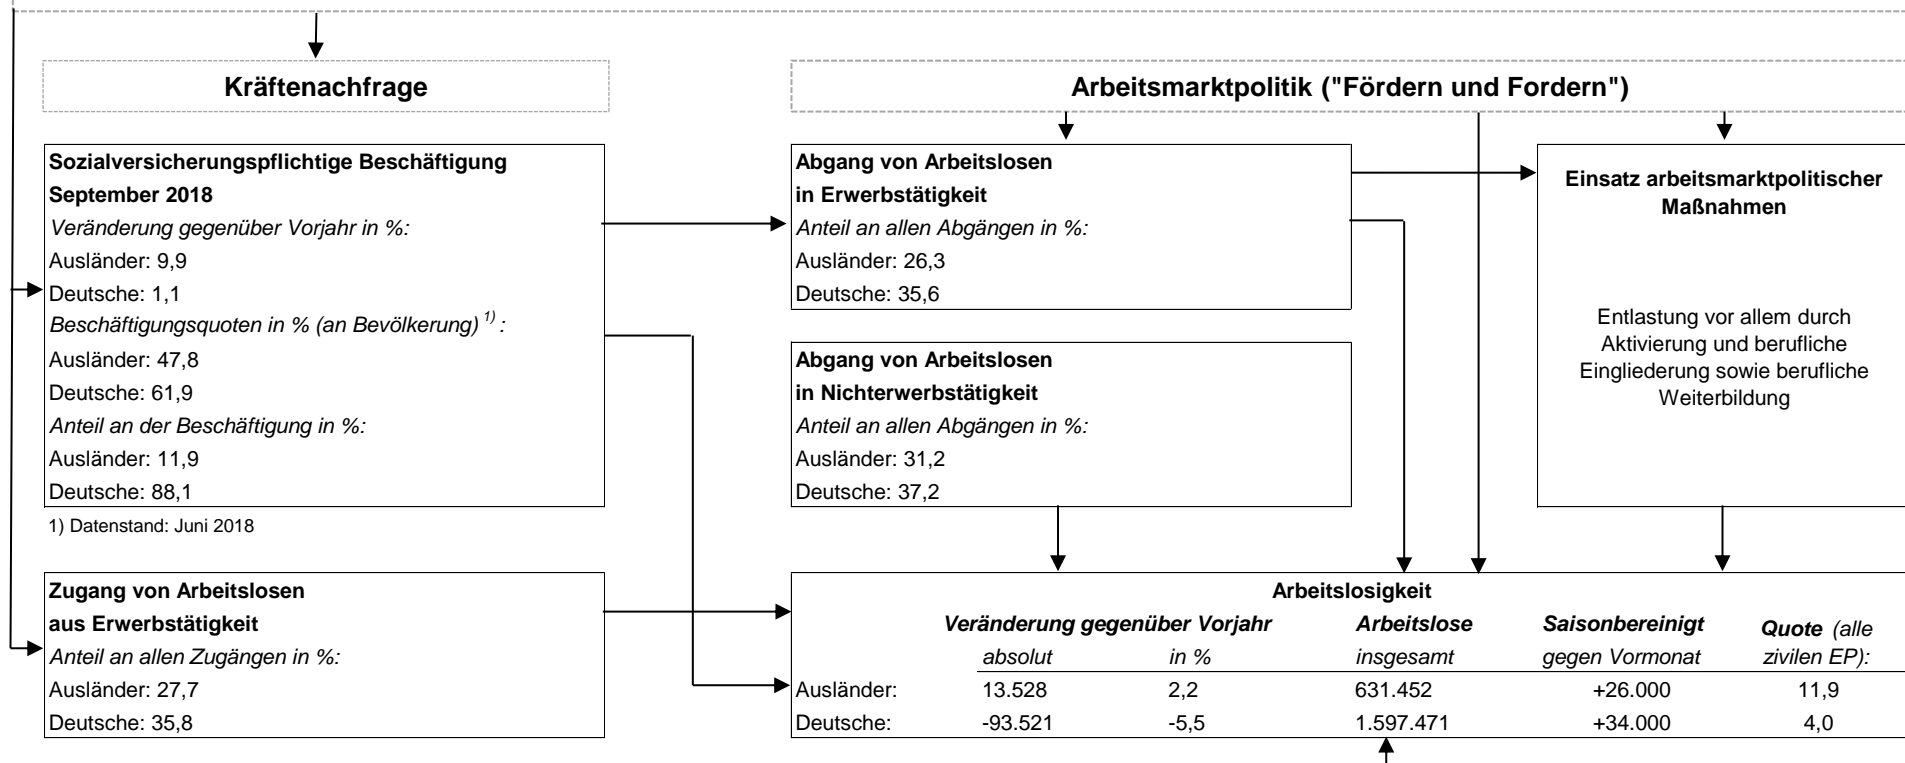 Kräftenachfrage
Arbeitsmarktpolitik ("Fördern und Fordern")
Sozialversicherungspflichtige Beschäftigung
September 2018
Veränderung gegenüber Vorjahr in %:
Ausländer: 9,9
Deutsche: 1,1
Beschäftigungsquoten in % (an Bevölkerung) 1) :
Ausländer: 47,8
Deutsche: 61,9
Anteil an der Beschäftigung in %:
Ausländer: 11,9
Deutsche: 88,1
1) Datenstand: Juni 2018
Abgang von Arbeitslosen
in Erwerbstätigkeit
Anteil an allen Abgängen in %:
Ausländer: 26,3
Deutsche: 35,6
Abgang von Arbeitslosen
in Nichterwerbstätigkeit
Anteil an allen Abgängen in %:
Ausländer: 31,2
Deutsche: 37,2
Einsatz arbeitsmarktpolitischer
Maßnahmen
Entlastung vor allem durch
Aktivierung und berufliche
Eingliederung sowie berufliche
Weiterbildung
Zugang von Arbeitslosen
aus Erwerbstätigkeit
Anteil an allen Zugängen in %:
Ausländer: 27,7
Deutsche: 35,8
Arbeitslosigkeit
Veränderung gegenüber Vorjahr Arbeitslose Saisonbereinigt Quote (alle
absolut in % insgesamt gegen Vormonat zivilen EP):
Ausländer: 13.528 2,2 631.452 +26.000 11,9
Deutsche: -93.521 -5,5 1.597.471 +34.000 4,0